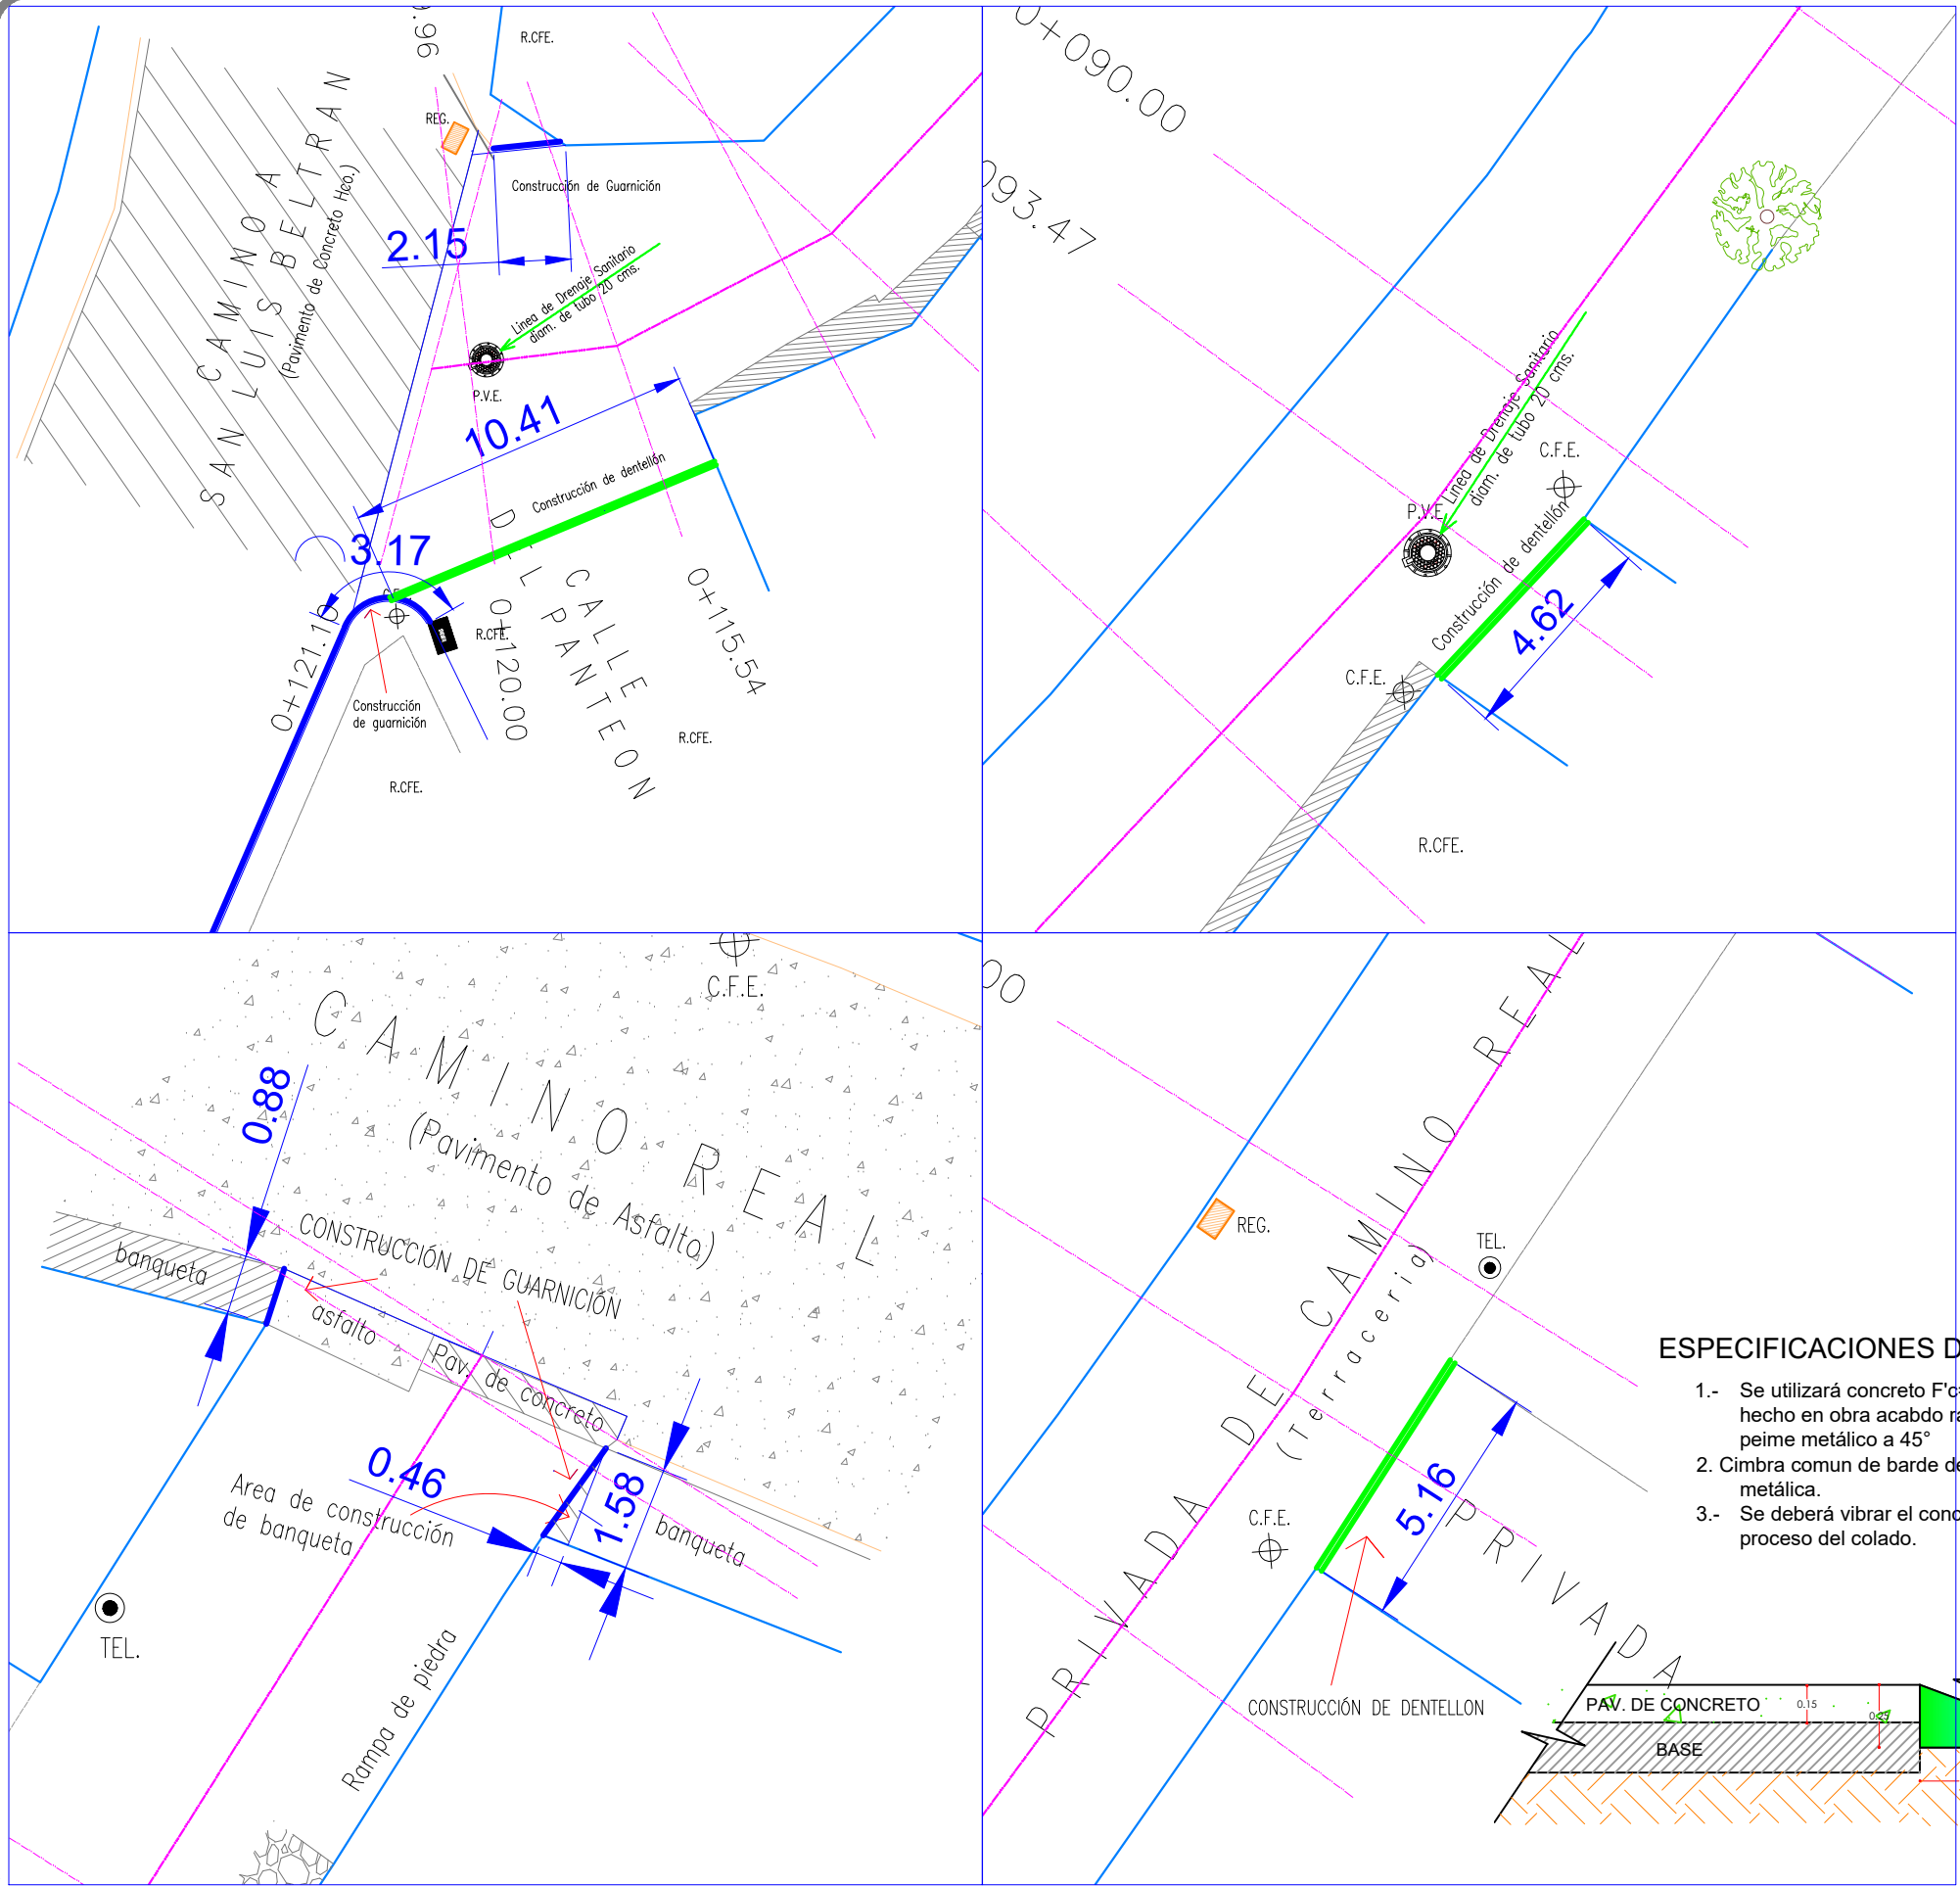 R.CFE.
REG.
Construcción de Guarnición
2.15
CAMINO A
SAN LUIS BELTRAN
(Pavimento de Concreto Hco.)
Linea de Drenaje Sanitario
diam. de tubo 20 cms.
P.V.E.
10.41
Construcción de dentellón
3.17
R.CFE.
CALLE
DEL PANTEON
0+115.54
0+120.00
Construcción
de guarnición
R.CFE.
R.CFE.
0+090.00
093.47
Linea de Drenaje Sanitario
diam. de tubo 20 cms.
C.F.E.
P.V.E.
Construcción de dentellón
4.62
C.F.E.
R.CFE.
C.F.E.
CAMINO REAL
(Pavimento de Asfalto)
0.88
CONSTRUCCIÓN DE GUARNICIÓN
banqueta
asfalto
Pav. de concreto
0.46
1.58
Area de construcción
de banqueta
banqueta
TEL.
Rampa de piedra
00
PRIVADA DE CAMINO REAL
(Terraceria)
REG.
TEL.
C.F.E.
5.16
PRIVADA
CONSTRUCCIÓN DE DENTELLON
ESPECIFICACIONES D
1.- Se utilizará concreto F'c
hecho en obra acabdo ra
peime metálico a 45°
2. Cimbra comun de barde de
metálica.
3.- Se deberá vibrar el conc
proceso del colado.
PAV. DE CONCRETO
0.15
0.25
BASE